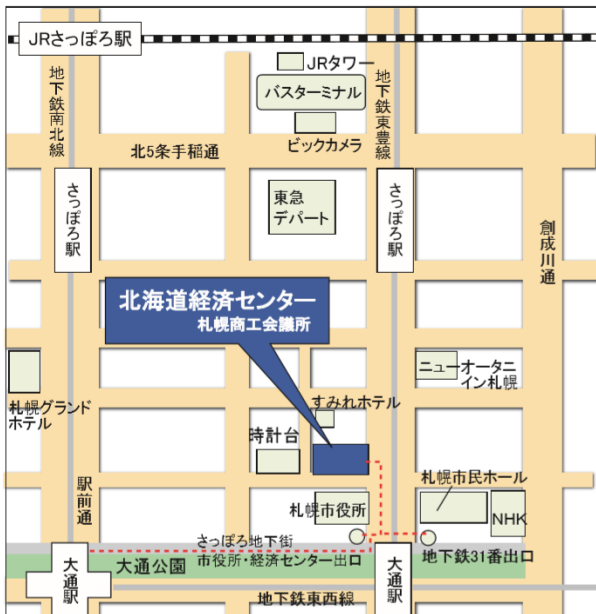 JRさっぽろ駅
JRタワー
バスターミナル
ビックカメラ
地下鉄南北線
地下鉄東豊線
北5条手稲通
さっぽろ駅
東急
デパート
さっぽろ駅
創成川通
北海道経済センター
札幌商工会議所
ニューオータニ
イン札幌
札幌グランド
ホテル
すみれホテル
時計台
駅前通
札幌市民ホール
札幌市役所
NHK
さっぽろ地下街
市役所・経済センター出口
地下鉄31番出口
大通公園
大通駅
大通駅
地下鉄東西線